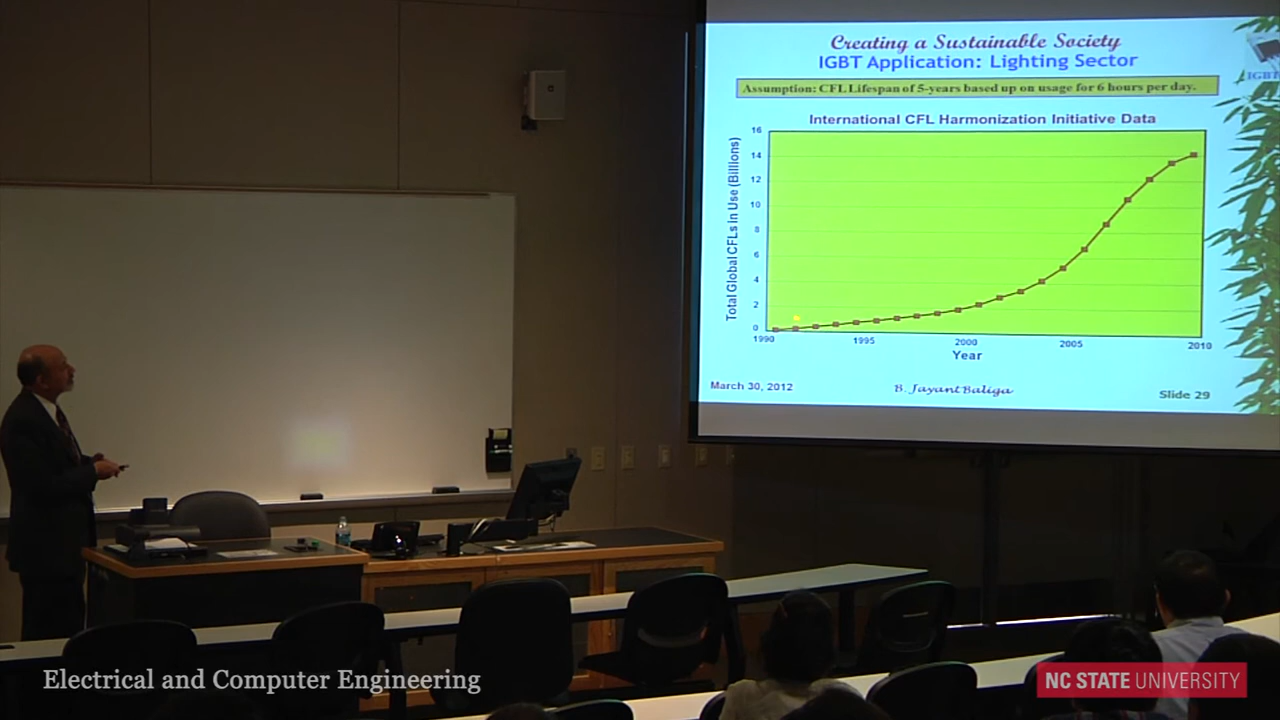 Creating a Sustainable Society
IGBT Application: Lighting Sector
IGBT
Assumption: CFL Lifespan of 5-years based up on usage for 6 hours per day.
International CFL Harmonization Initiative Data
Total Global CFLs in Use (Billions)
16
14
12
10
8
6
4
2
0
1990 1995 2000 2005 2010
Year
March 30, 2012 B. Jayant Baliga Slide 29
Electrical and Computer Engineering
NC STATE UNIVERSITY